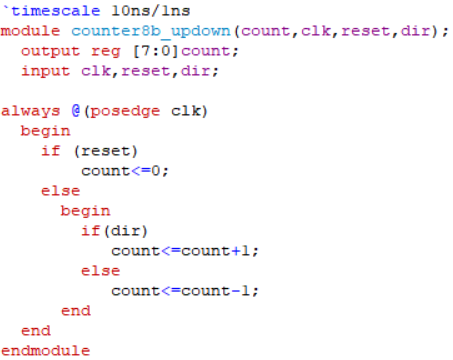 `timescale 10ns/1ns
module counter8b_updown(count,clk,reset,dir);
output reg [7:0]count;
input clk,reset,dir;
always @(posedge clk)
begin
if (reset)
count<=0;
else
begin
if(dir)
count<=count+1;
else
count<=count-1;
end
end
endmodule